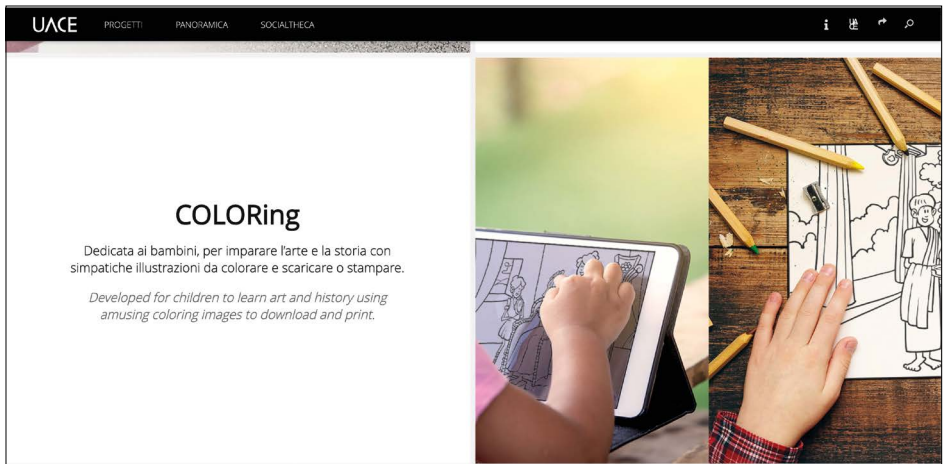 UACE PROGETTI PANORAMICA SOCIALTHECA
COLORing
Dedicata ai bambini, per imparare l'arte e la storia con
simpatiche illustrazioni da colorare e scaricare o stampare.
Developed for children to learn art and history using
amusing coloring images to download and print.